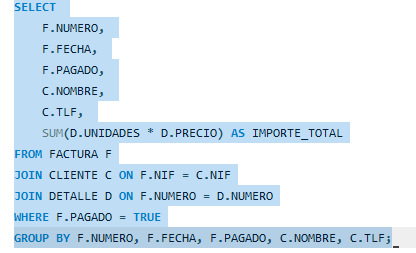 SELECT
F.NUMERO,
F.FECHA,
F.PAGADO,
C.NOMBRE,
C.TLF,
SUM(D.UNIDADES * D.PRECIO) AS IMPORTE_TOTAL
FROM FACTURA F
JOIN CLIENTE C ON F.NIF = C.NIF
JOIN DETALLE D ON F.NUMERO = D.NUMERO
WHERE F.PAGADO = TRUE
GROUP BY F.NUMERO, F.FECHA, F.PAGADO, C.NOMBRE, C.TLF;